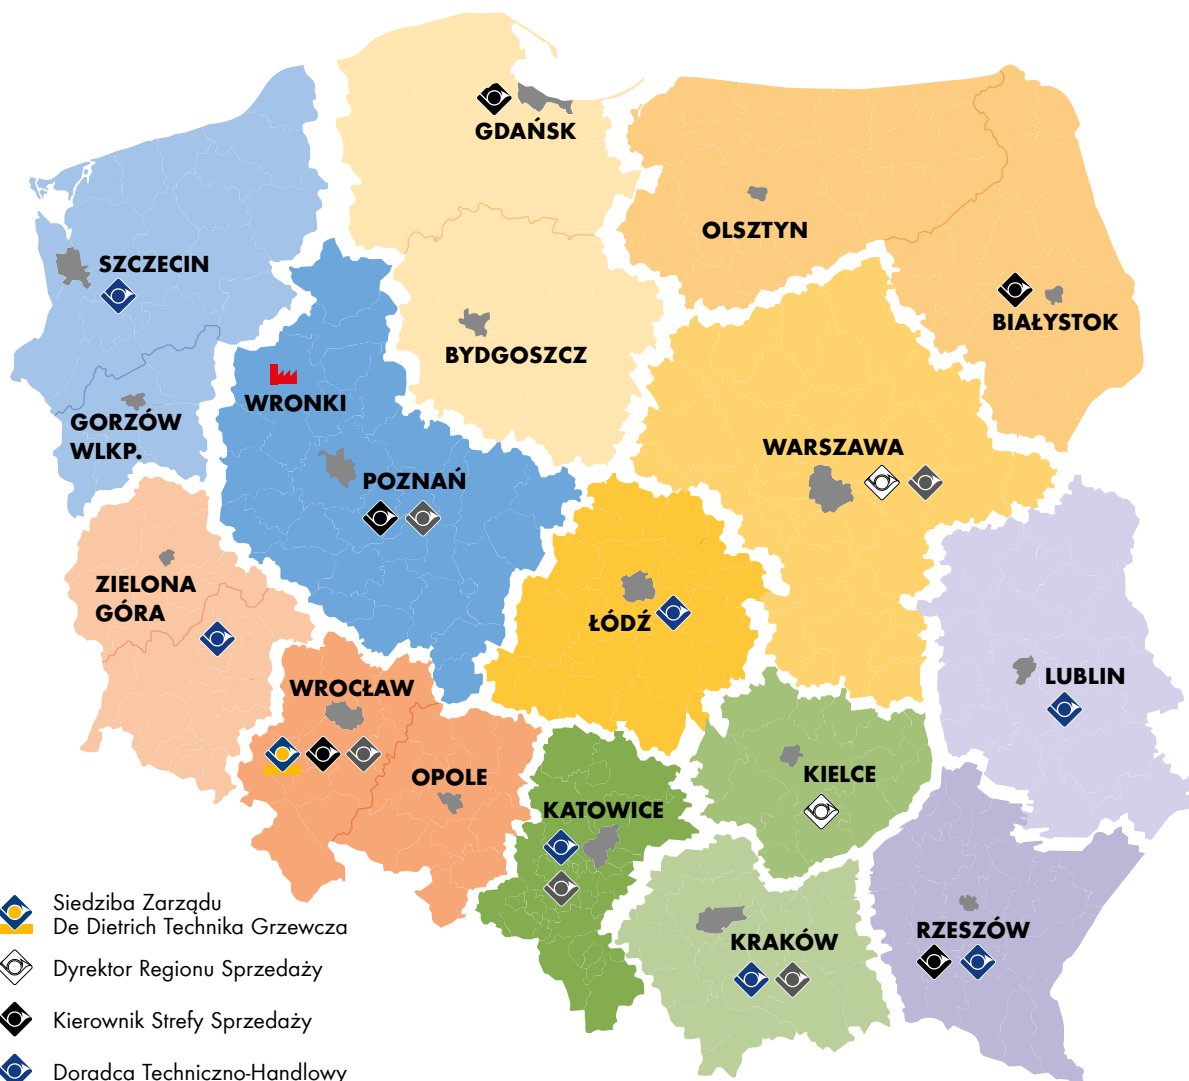 GDAŃSK
OLSZTYN
SZCZECIN
BIAŁYSTOK
BYDGOSZCZ
WRONKI
GORZÓW
WLKP.
WARSZAWA
POZNAŃ
ZIELONA
GÓRA
ŁÓDŹ
LUBLIN
WROCŁAW
OPOLE
KIELCE
KATOWICE
KRAKÓW
RZESZÓW
Siedziba Zarządu
De Dietrich Technika Grzewcza
Dyrektor Regionu Sprzedaży
Kierownik Strefy Sprzedaży
Doradca Techniczno-Handlowy